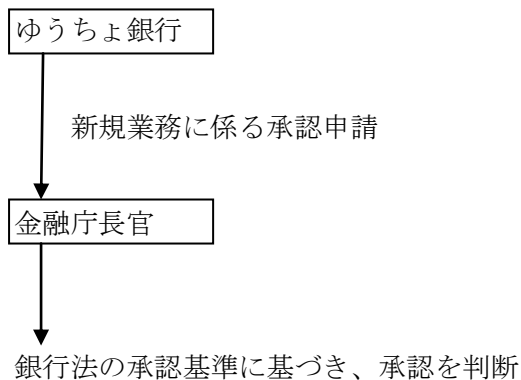 ゆうちょ銀行
新規業務に係る承認申請
金融庁長官
銀行法の承認基準に基づき、承認を判断